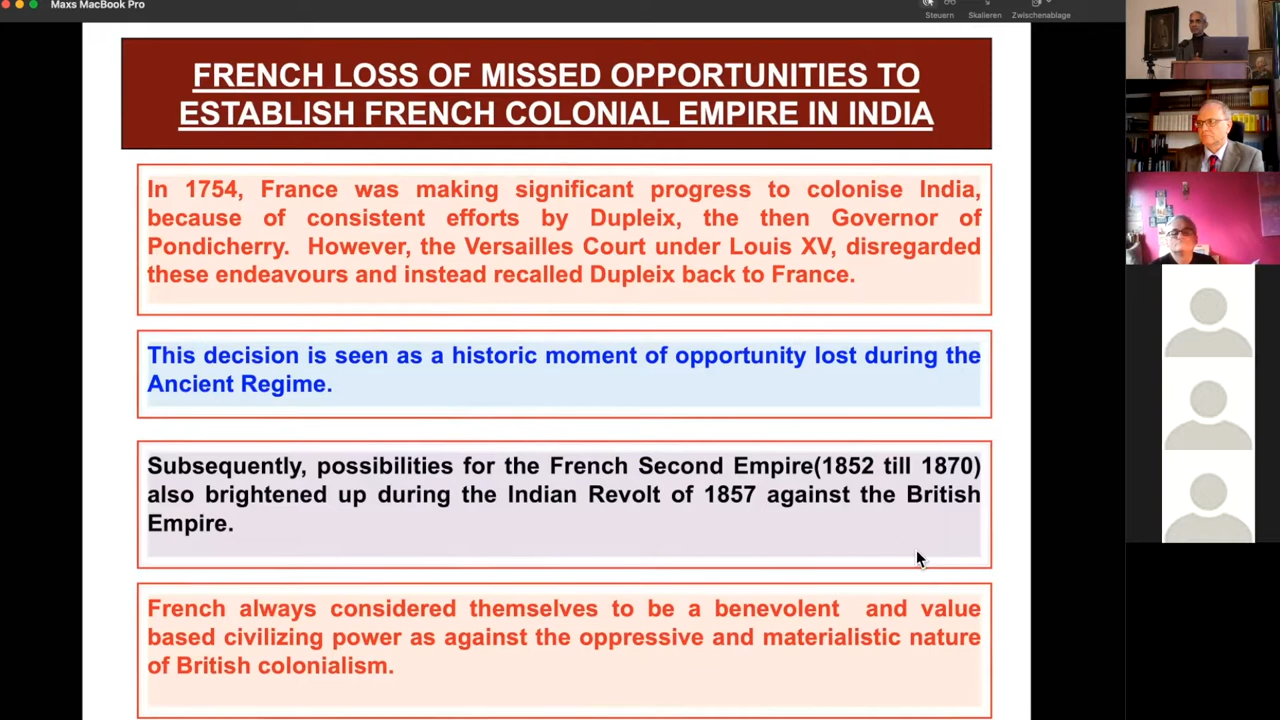 Maxs MacBook Pro
Steuern
Skalieren
Zwischenablage
FRENCH LOSS OF MISSED OPPORTUNITIES TO
ESTABLISH FRENCH COLONIAL EMPIRE IN INDIA
In 1754, France was making significant progress to colonise India,
because of consistent efforts by Dupleix, the then Governor of
Pondicherry. However, the Versailles Court under Louis XV, disregarded
these endeavours and instead recalled Dupleix back to France.
This decision is seen as a historic moment of opportunity lost during the
Ancient Regime.
Subsequently, possibilities for the French Second Empire(1852 till 1870)
also brightened up during the Indian Revolt of 1857 against the British
Empire.
French always considered themselves to be a benevolent and value
based civilizing power as against the oppressive and materialistic nature
of British colonialism.